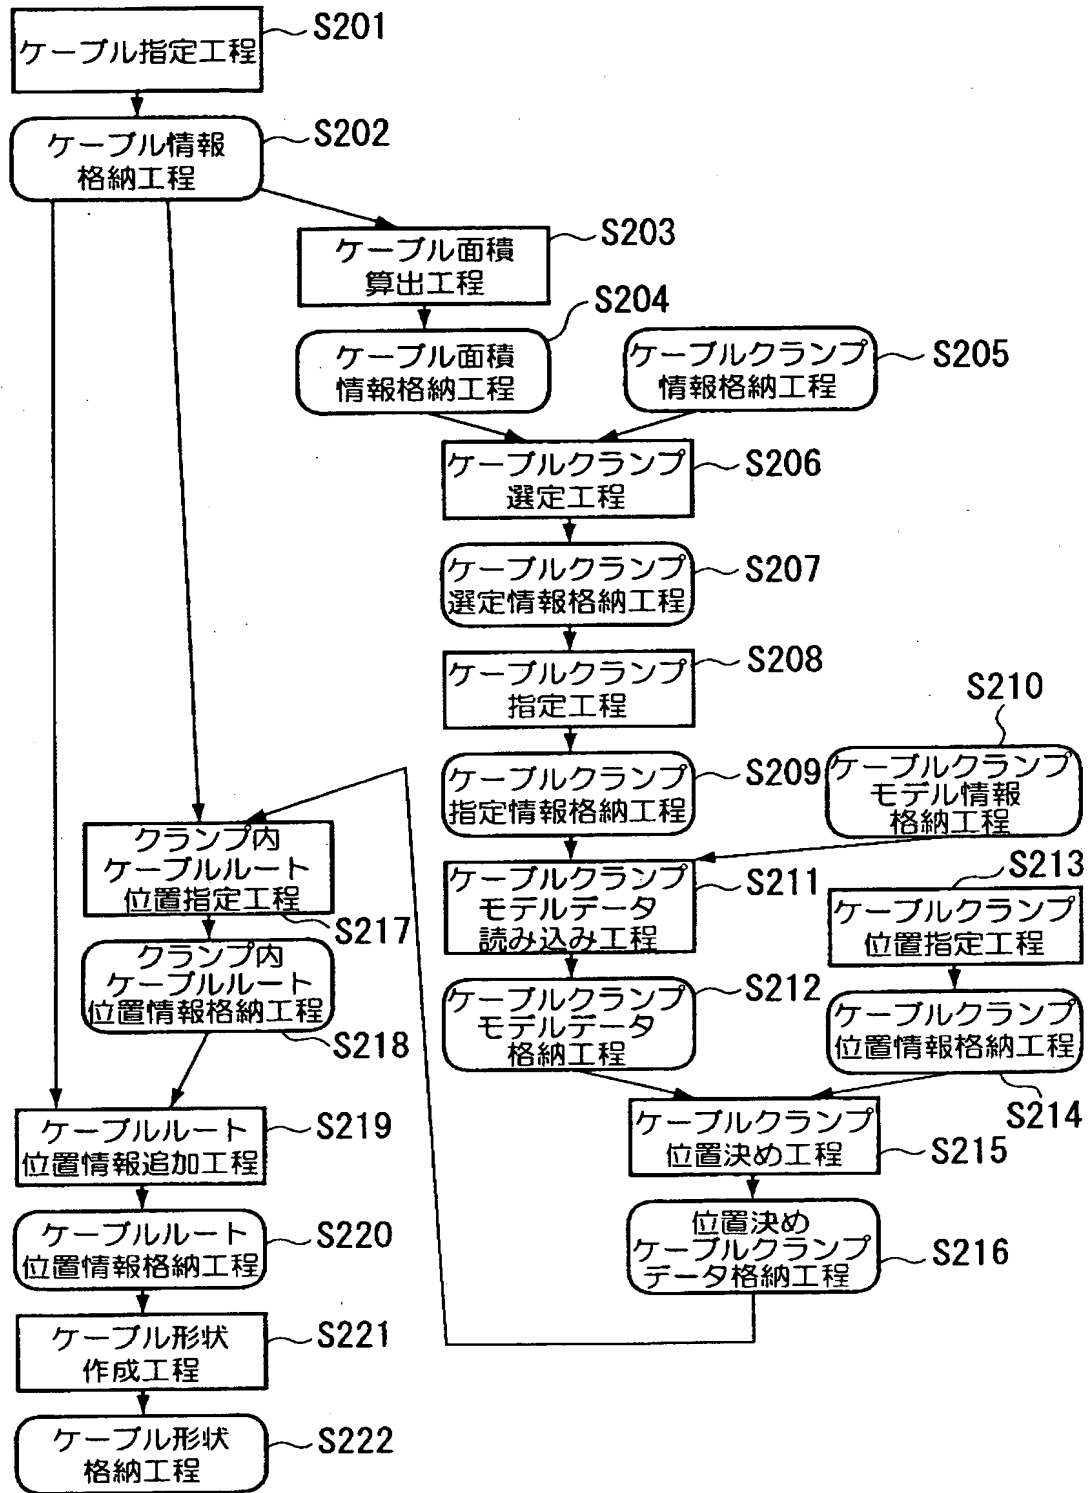 ケーブル指定工程
S201
ケーブル情報
格納工程
S202
ケーブル面積
算出工程
S203
ケーブル面積
情報格納工程
S204
ケーブルクランプ
情報格納工程
S205
ケーブルクランプ
選定工程
S206
ケーブルクランプ
選定情報格納工程
S207
ケーブルクランプ
指定工程
S208
ケーブルクランプ
指定情報格納工程
S209
ケーブルクランプ
モデル情報
格納工程
S210
ケーブルクランプ
モデルデータ
読み込み工程
S211
ケーブルクランプ
モデルデータ
格納工程
S212
ケーブルクランプ
位置指定工程
S213
ケーブルクランプ
位置情報格納工程
S214
ケーブルクランプ
位置決め工程
S215
位置決め
ケーブルクランプ
データ格納工程
S216
クランプ内
ケーブルルート
位置指定工程
S217
クランプ内
ケーブルルート
位置情報格納工程
S218
ケーブルルート
位置情報追加工程
S219
ケーブルルート
位置情報格納工程
S220
ケーブル形状
作成工程
S221
ケーブル形状
格納工程
S222